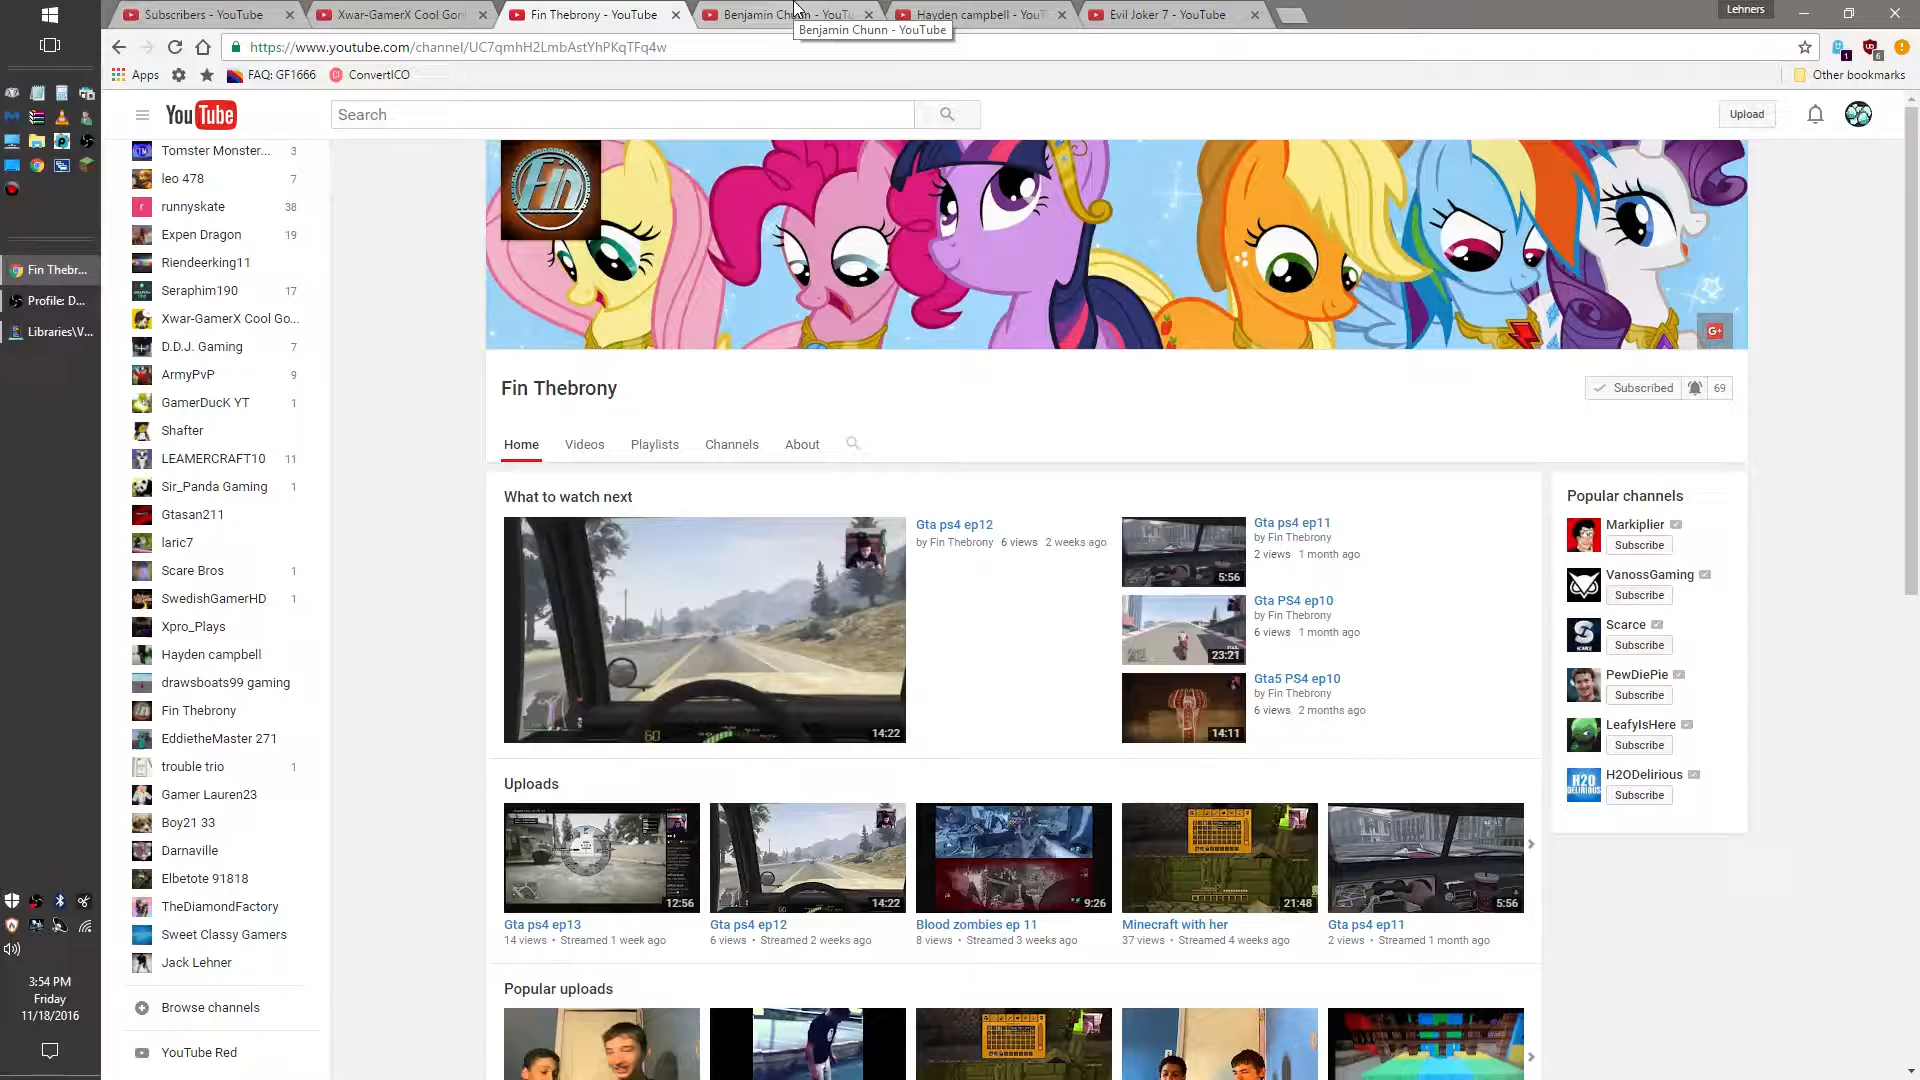 Subscribers - YouTube
Xwar-GamerX Cool Gon
Fin Thebrony - YouTube
Benjamin Chunn - YouTu
Hayden campbell - YouT
Evil Joker 7 - YouTube
Lehners
Benjamin Chunn - YouTube
https://www.youtube.com/channel/UC7qmhH2LmbAstYhPKqTFq4w
1
6
Apps
FAQ: GF1666
CI
ConvertICO
Other bookmarks
YouTube
Search
Upload
Tomster Monster... 3
leo 478 7
r runnyskate 38
Expen Dragon 19
Riendeerking11
Seraphim190 17
Xwar-GamerX Cool Go...
D.D.J. Gaming 7
ArmyPvP 9
GamerDucK YT 1
Shafter
LEAMERCRAFT10 11
Sir_Panda Gaming 1
Gtasan211
laric7
Scare Bros 1
SwedishGamerHD 1
Xpro_Plays
Hayden campbell
drawsboats99 gaming
Fin Thebrony
EddietheMaster 271
trouble trio 1
Gamer Lauren23
Boy21 33
Darnaville
Elbetote 91818
TheDiamondFactory
Sweet Classy Gamers
Jack Lehner
Browse channels
YouTube Red
Fin Thebr...
Profile: D...
Libraries\V...
3:54 PM
Friday
11/18/2016
Fin
G+
Fin Thebrony
Subscribed 69
Home Videos Playlists Channels About
What to watch next
60
14:22
Gta ps4 ep12
by Fin Thebrony 6 views 2 weeks ago
5:56
Gta ps4 ep11
by Fin Thebrony
2 views 1 month ago
23:21
Gta PS4 ep10
by Fin Thebrony
6 views 1 month ago
14:11
Gta5 PS4 ep10
by Fin Thebrony
6 views 2 months ago
Uploads
12:56
Gta ps4 ep13
14 views • Streamed 1 week ago
14:22
Gta ps4 ep12
6 views • Streamed 2 weeks ago
9:26
Blood zombies ep 11
8 views • Streamed 3 weeks ago
21:48
Minecraft with her
37 views • Streamed 4 weeks ago
5:56
Gta ps4 ep11
2 views • Streamed 1 month ago
Popular uploads
Popular channels
Markiplier
Subscribe
VanossGaming
Subscribe
SCARCE
Scarce
Subscribe
PewDiePie
Subscribe
LeafyIsHere
Subscribe
H2O
DELIRIOUS
H2ODelirious
Subscribe